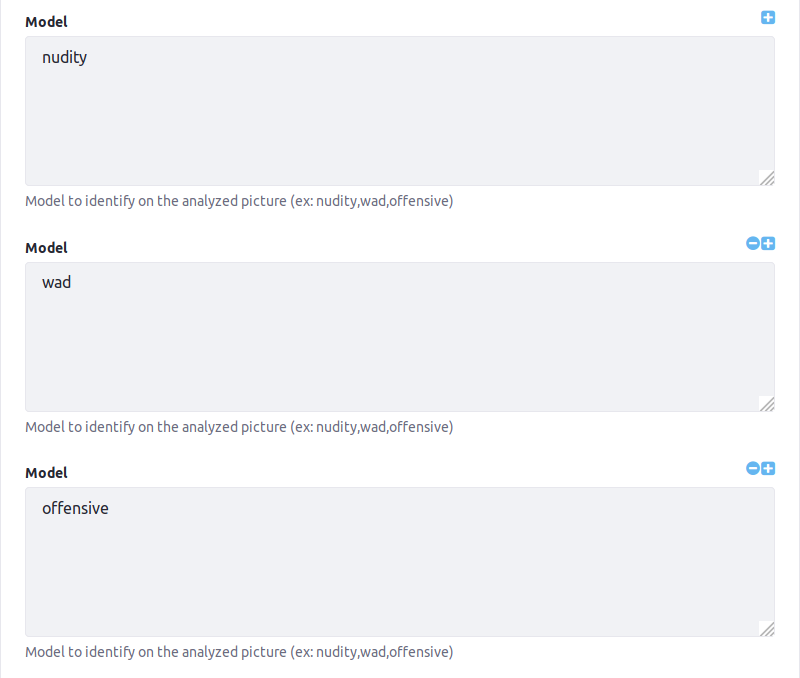 Model
nudity
Model to identify on the analyzed picture (ex: nudity,wad,offensive)
Model
wad
Model to identify on the analyzed picture (ex: nudity,wad,offensive)
Model
offensive
Model to identify on the analyzed picture (ex: nudity,wad,offensive)